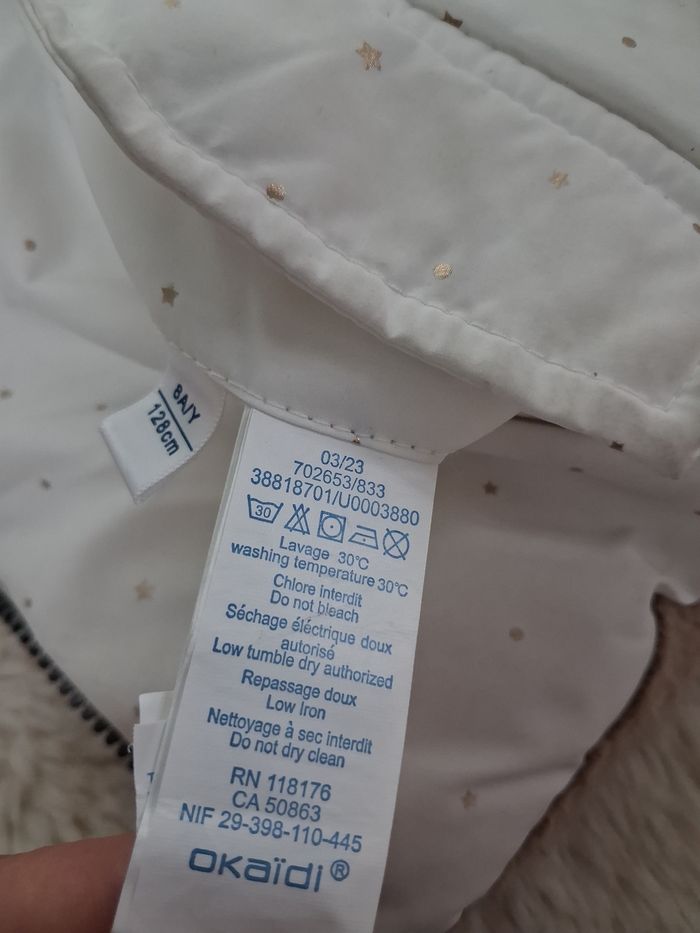 8A/Y
128cm
03/23
702653/833
38818701/U0003880
30
Lavage 30°C
washing temperature 30°C
Chlore interdit
Do not bleach
Séchage éléctrique doux
autorisé
Low tumble dry authorized
Repassage doux
Low Iron
Nettoyage à sec interdit
Do not dry clean
RN 118176
CA 50863
NIF 29-398-110-445
OKaïdi®